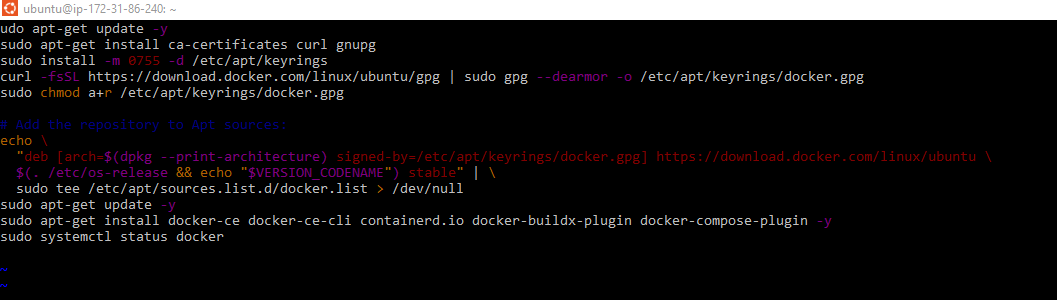 ubuntu@ip-172-31-86-240: ~
udo apt-get update -y
sudo apt-get install ca-certificates curl gnupg
sudo install -m 0755 -d /etc/apt/keyrings
curl -fsSL https://download.docker.com/linux/ubuntu/gpg | sudo gpg --dearmor -o /etc/apt/keyrings/docker.gpg
sudo chmod a+r /etc/apt/keyrings/docker.gpg
# Add the repository to Apt sources:
echo \
  "deb [arch=$(dpkg --print-architecture) signed-by=/etc/apt/keyrings/docker.gpg] https://download.docker.com/linux/ubuntu \
  $(. /etc/os-release && echo "$VERSION_CODENAME") stable" | \
  sudo tee /etc/apt/sources.list.d/docker.list > /dev/null
sudo apt-get update -y
sudo apt-get install docker-ce docker-ce-cli containerd.io docker-buildx-plugin docker-compose-plugin -y
sudo systemctl status docker
~
~